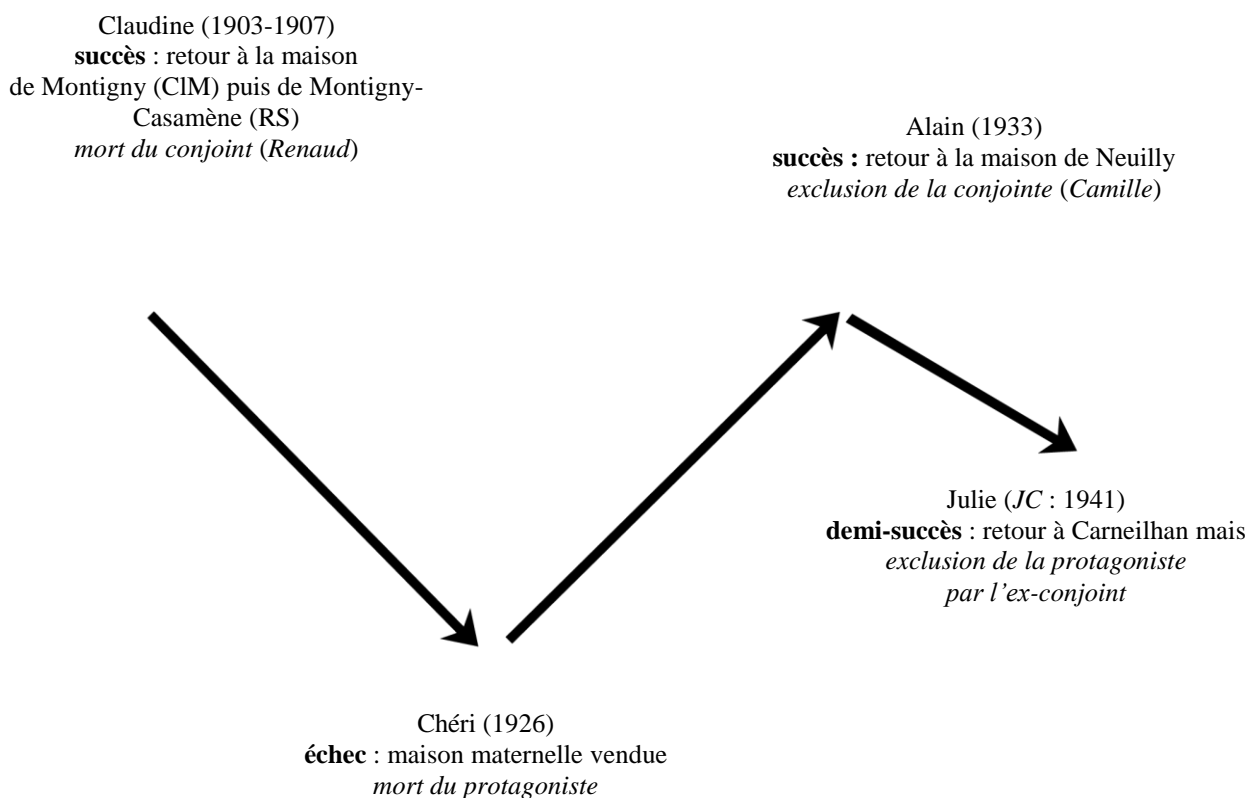 Claudine (1903-1907)
succès : retour à la maison
de Montigny (ClM) puis de Montigny-
Casamène (RS)
mort du conjoint (Renaud)
Alain (1933)
succès : retour à la maison de Neuilly
exclusion de la conjointe (Camille)
Julie (JC : 1941)
demi-succès : retour à Carneilhan mais
exclusion de la protagoniste
par l’ex-conjoint
Chéri (1926)
échec : maison maternelle vendue
mort du protagoniste